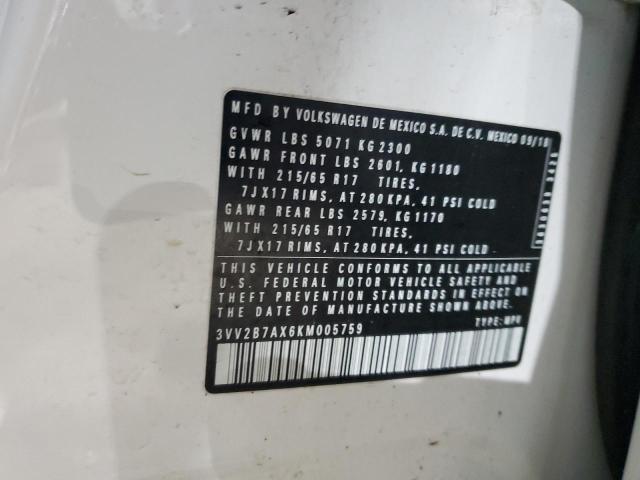 MFD BY VOLKSWAGEN DE MEXICO S.A. DE C.V. MEXICO 09/18
GVWR LBS 5071 KG 2300
GAWR FRONT LBS 2601, KG 1180
WITH 215/65 R17 TIRES,
7JX17 RIMS, AT 280 KPA, 41 PSI COLD
GAWR REAR LBS 2579, KG 1170
WITH 215/65 R17 TIRES,
7JX17 RIMS, AT 280 KPA, 41 PSI COLD
THIS VEHICLE CONFORMS TO ALL APPLICABLE
U.S. FEDERAL MOTOR VEHICLE SAFETY AND
THEFT PREVENTION STANDARDS IN EFFECT ON
THE DATE OF MANUFACTURE SHOWN ABOVE.
3VV2B7AX6KM005759 TYPE: MPV